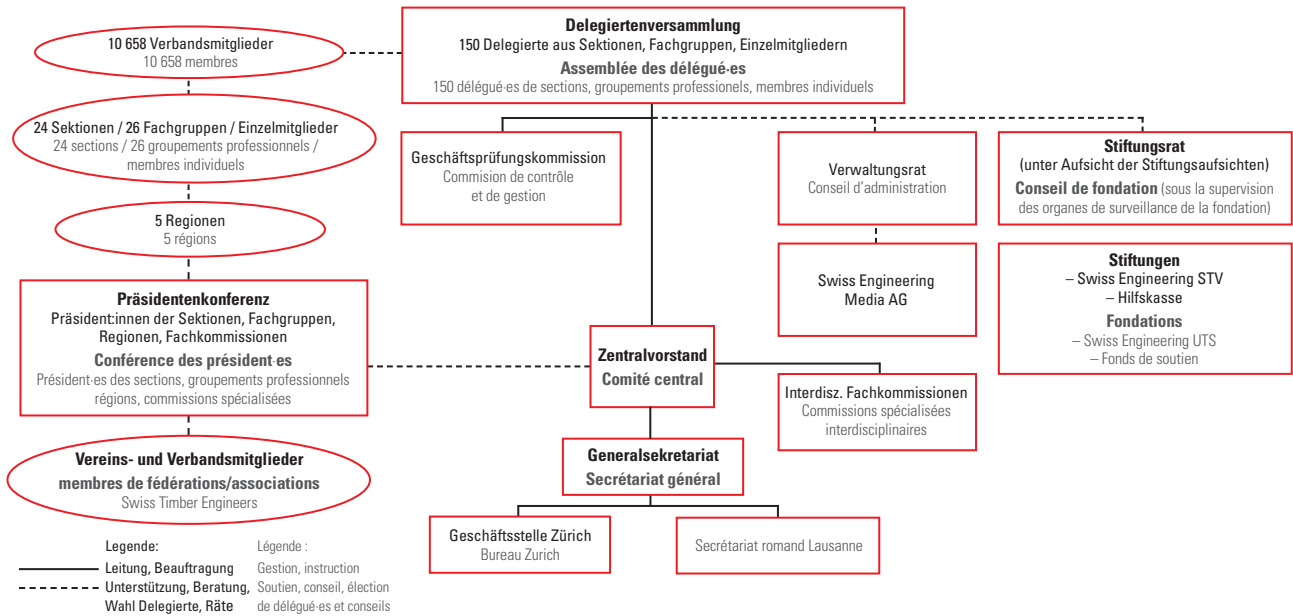 10 658 Verbandsmitglieder
10 658 membres
Delegiertenversammlung
150 Delegierte aus Sektionen, Fachgruppen, Einzelmitgliedern
Assemblée des délégué·es
150 délégué·es de sections, groupements professionels, membres individuels
24 Sektionen / 26 Fachgruppen / Einzelmitglieder
24 sections / 26 groupements professionnels /
membres individuels
Geschäftsprüfungskommission
Commision de contrôle
et de gestion
Verwaltungsrat
Conseil d'administration
Stiftungsrat
(unter Aufsicht der Stiftungsaufsichten)
Conseil de fondation (sous la supervision
des organes de surveillance de la fondation)
5 Regionen
5 régions
Swiss Engineering
Media AG
Stiftungen
– Swiss Engineering STV
– Hilfskasse
Fondations
– Swiss Engineering UTS
– Fonds de soutien
Präsidentenkonferenz
Präsident:innen der Sektionen, Fachgruppen,
Regionen, Fachkommissionen
Conférence des président·es
Président·es des sections, groupements professionnels
régions, commissions spécialisées
Zentralvorstand
Comité central
Interdisz. Fachkommissionen
Commissions spécialisées
interdisciplinaires
Vereins- und Verbandsmitglieder
membres de fédérations/associations
Swiss Timber Engineers
Generalsekretariat
Secrétariat général
Geschäftsstelle Zürich
Bureau Zurich
Secrétariat romand Lausanne
Legende: Légende :
Leitung, Beauftragung Gestion, instruction
Unterstützung, Beratung, Soutien, conseil, élection
Wahl Delegierte, Räte de délégué·es et conseils